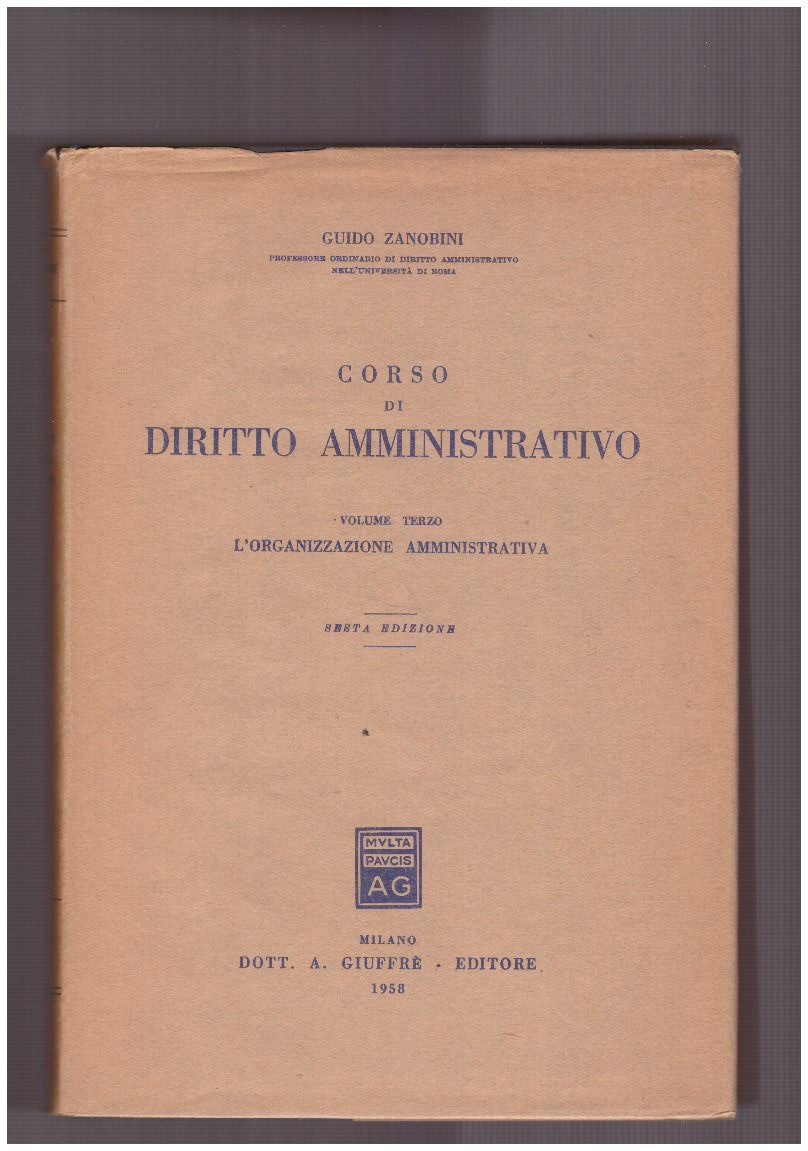 GUIDO ZANOBINI
PROFESSORE ORDINARIO DI DIRITTO AMMINISTRATIVO
NELL'UNIVERSITÀ DI ROMA
CORSO
DI
DIRITTO AMMINISTRATIVO
VOLUME TERZO
L'ORGANIZZAZIONE AMMINISTRATIVA
SESTA EDIZIONE
MVLTA
PAVCIS
AG
MILANO
DOTT. A. GIUFFRÈ - EDITORE
1958